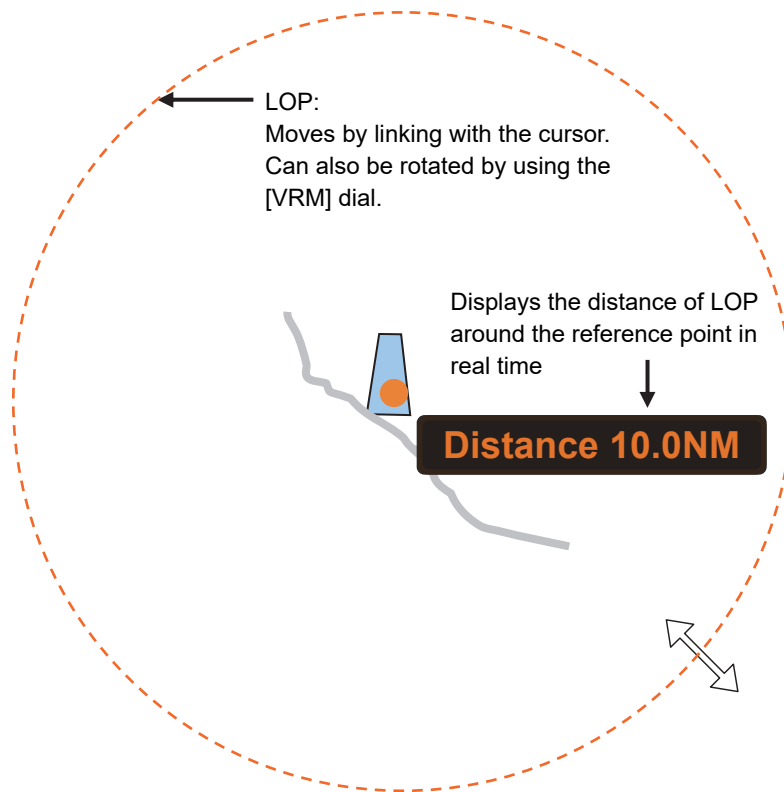 LOP:
Moves by linking with the cursor.
Can also be rotated by using the
[VRM] dial.
Displays the distance of LOP
around the reference point in
real time
Distance 10.0NM